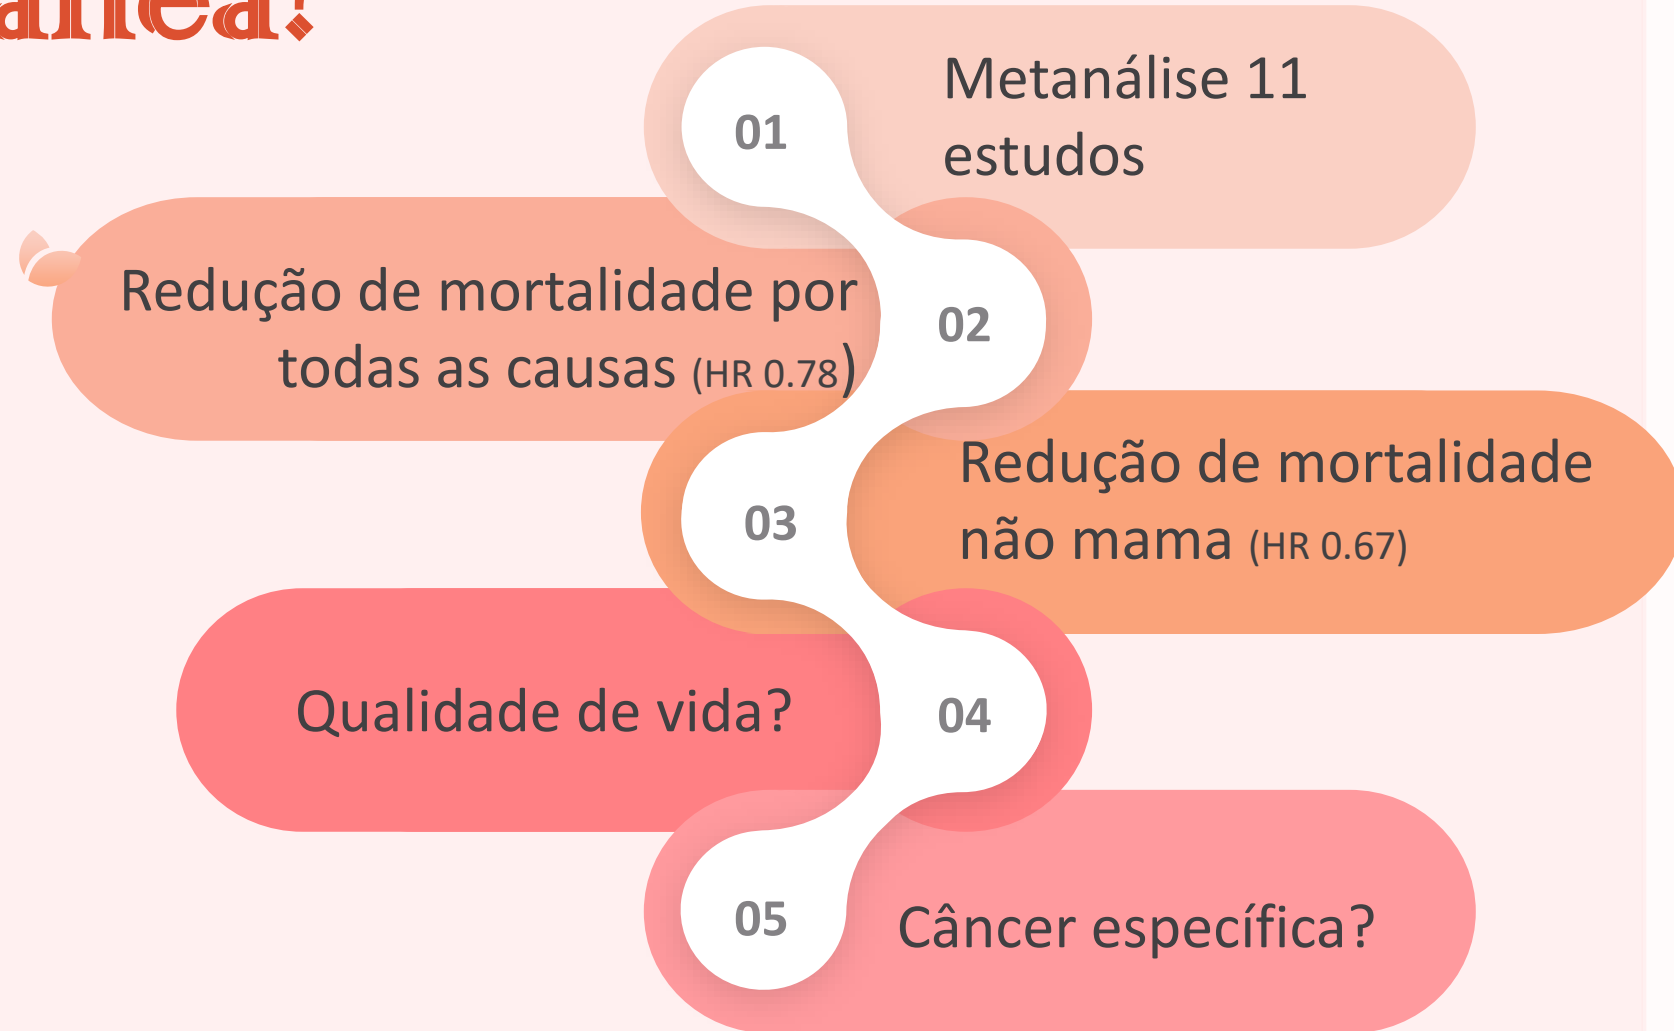 01
Metanálise 11
estudos
Redução de mortalidade por
todas as causas (HR 0.78)
02
03
Redução de mortalidade
não mama (HR 0.67)
Qualidade de vida?
04
05
Câncer específica?